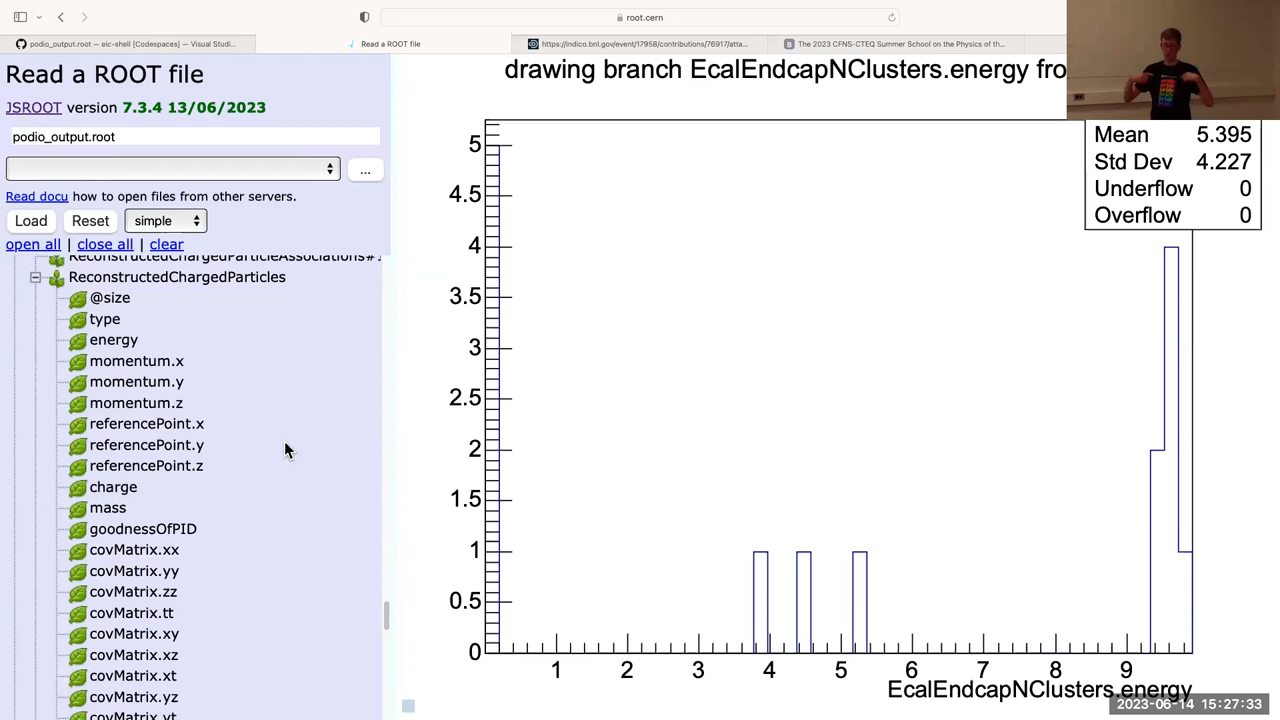 root.cern
podio_output.root — eic-shell [Codespaces] — Visual Studi...
Read a ROOT file
https://indico.bnl.gov/event/17958/contributions/76917/atta...
The 2023 CFNS-CTEQ Summer School on the Physics of th...
Read a ROOT file
JSROOT version 7.3.4 13/06/2023
podio_output.root
...
Read docu how to open files from other servers.
Load Reset simple
open all | close all | clear
ReconstructedChargedParticleAssociations#1
ReconstructedChargedParticles
@size
type
energy
momentum.x
momentum.y
momentum.z
referencePoint.x
referencePoint.y
referencePoint.z
charge
mass
goodnessOfPID
covMatrix.xx
covMatrix.yy
covMatrix.zz
covMatrix.tt
covMatrix.xy
covMatrix.xz
covMatrix.xt
covMatrix.yz
covMatrix.yt
drawing branch EcalEndcapNClusters.energy fro
Mean 5.395
Std Dev 4.227
Underflow 0
Overflow 0
5
4.5
4
3.5
3
2.5
2
1.5
1
0.5
0
1 2 3 4 5 6 7 8 9
EcalEndcapNClusters.energy
2023-06-14 15:27:33